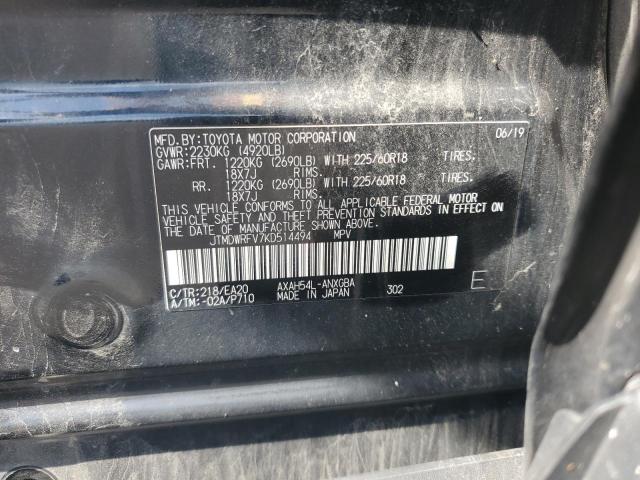 MFD.BY:TOYOTA MOTOR CORPORATION 06/19
GVWR:2230KG (4920LB)
GAWR:FRT. 1220KG (2690LB) WITH 225/60R18 TIRES.
18X7J RIMS.
RR. 1220KG (2690LB) WITH 225/60R18 TIRES.
18X7J RIMS.
THIS VEHICLE CONFORMS TO ALL APPLICABLE FEDERAL MOTOR
VEHICLE SAFETY AND THEFT PREVENTION STANDARDS IN EFFECT ON
THE DATE OF MANUFACTURE SHOWN ABOVE.
JTMDWRFV7KD514494 MPV
C/TR:218/EA20 AXAH54L-ANXGBA
A/TM:-02A/P710 MADE IN JAPAN 302 E